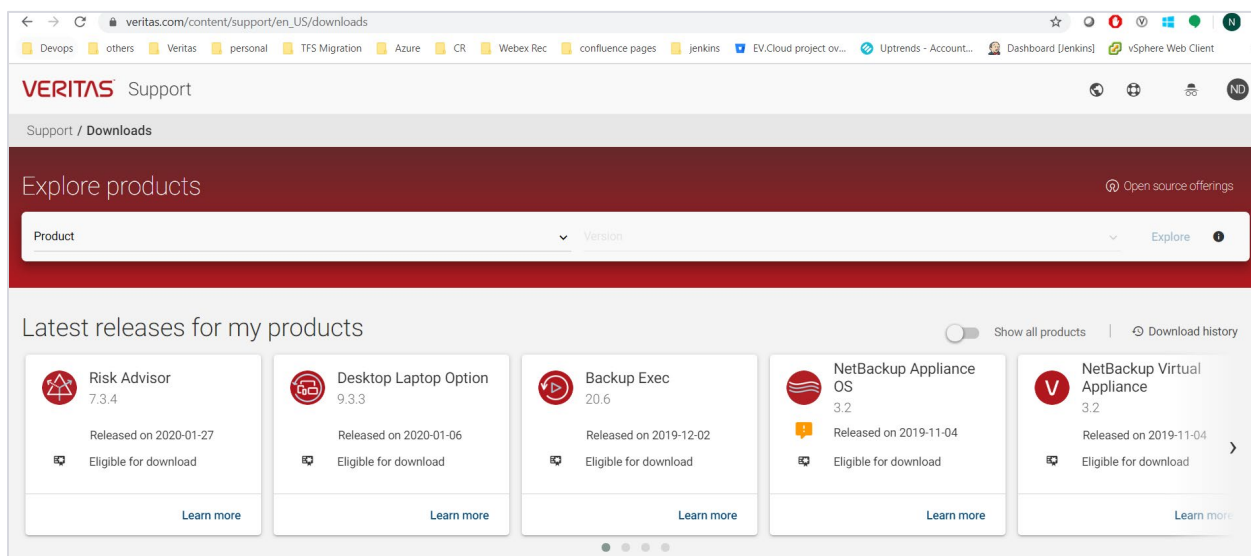 veritas.com/content/support/en_US/downloads
N
Devops others Veritas personal TFS Migration Azure CR Webex Rec confluence pages jenkins EV.Cloud project ov... Uptrends - Account... Dashboard [Jenkins] vSphere Web Client
VERITAS Support
ND
Support / Downloads
Explore products
Open source offerings
Product
Version
Explore
Latest releases for my products
Show all products
Download history
Risk Advisor
7.3.4
Released on 2020-01-27
Eligible for download
Learn more
Desktop Laptop Option
9.3.3
Released on 2020-01-06
Eligible for download
Learn more
Backup Exec
20.6
Released on 2019-12-02
Eligible for download
Learn more
NetBackup Appliance
OS
3.2
Released on 2019-11-04
Eligible for download
Learn more
V
NetBackup Virtual
Appliance
3.2
Released on 2019-11-04
Eligible for download
Learn more